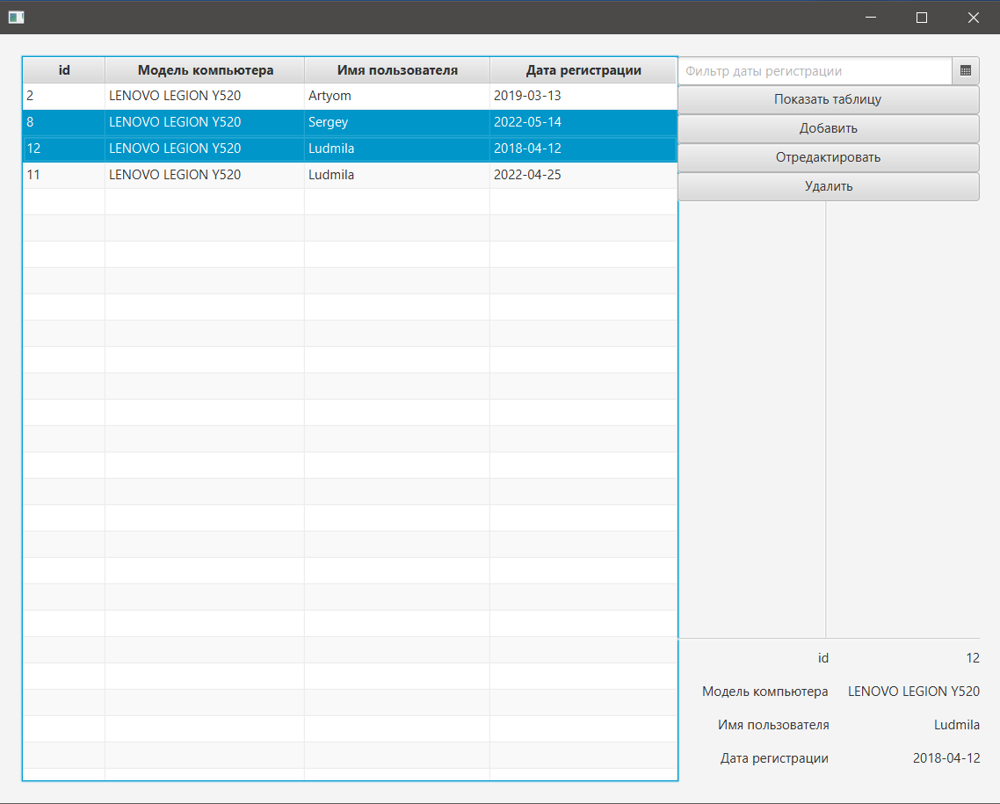 id Модель компьютера Имя пользователя Дата регистрации
2 LENOVO LEGION Y520 Artyom 2019-03-13
8 LENOVO LEGION Y520 Sergey 2022-05-14
12 LENOVO LEGION Y520 Ludmila 2018-04-12
11 LENOVO LEGION Y520 Ludmila 2022-04-25
Фильтр даты регистрации
Показать таблицу
Добавить
Отредактировать
Удалить
id 12
Модель компьютера LENOVO LEGION Y520
Имя пользователя Ludmila
Дата регистрации 2018-04-12